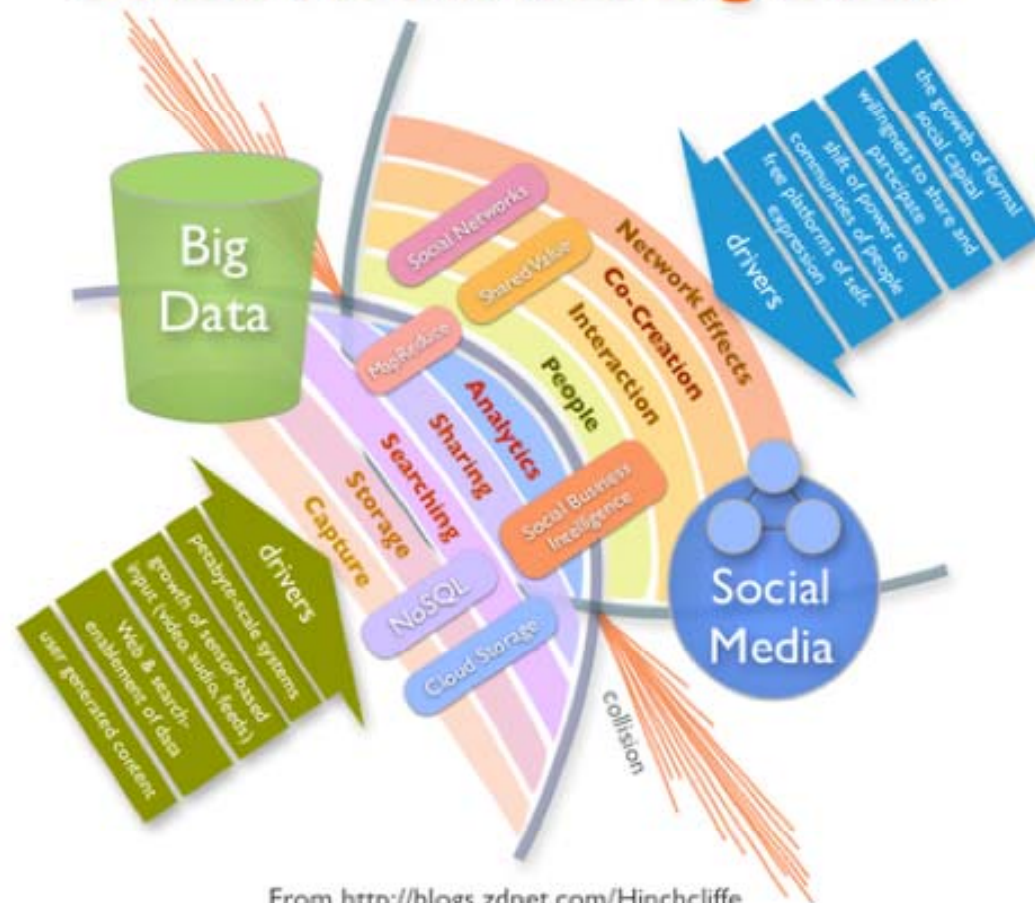 Big
Data
Social Networks
Shared Value
MapReduce
Network Effects
Co-Creation
Interaction
People
Analytics
Sharing
Searching
Storage
Capture
Social Business
Intelligence
NoSQL
Cloud Storage
drivers
the growth of formal
social capital
willingness to share and
participate
shift of power to
communities of people
free platforms of self-
expression
drivers
petabyte-scale systems
growth of sensor-based
input (video, audio, feeds)
Web & search-
enablement of data
user generated content
Social
Media
collision
From http://blogs.zdnet.com/Hinchcliffe